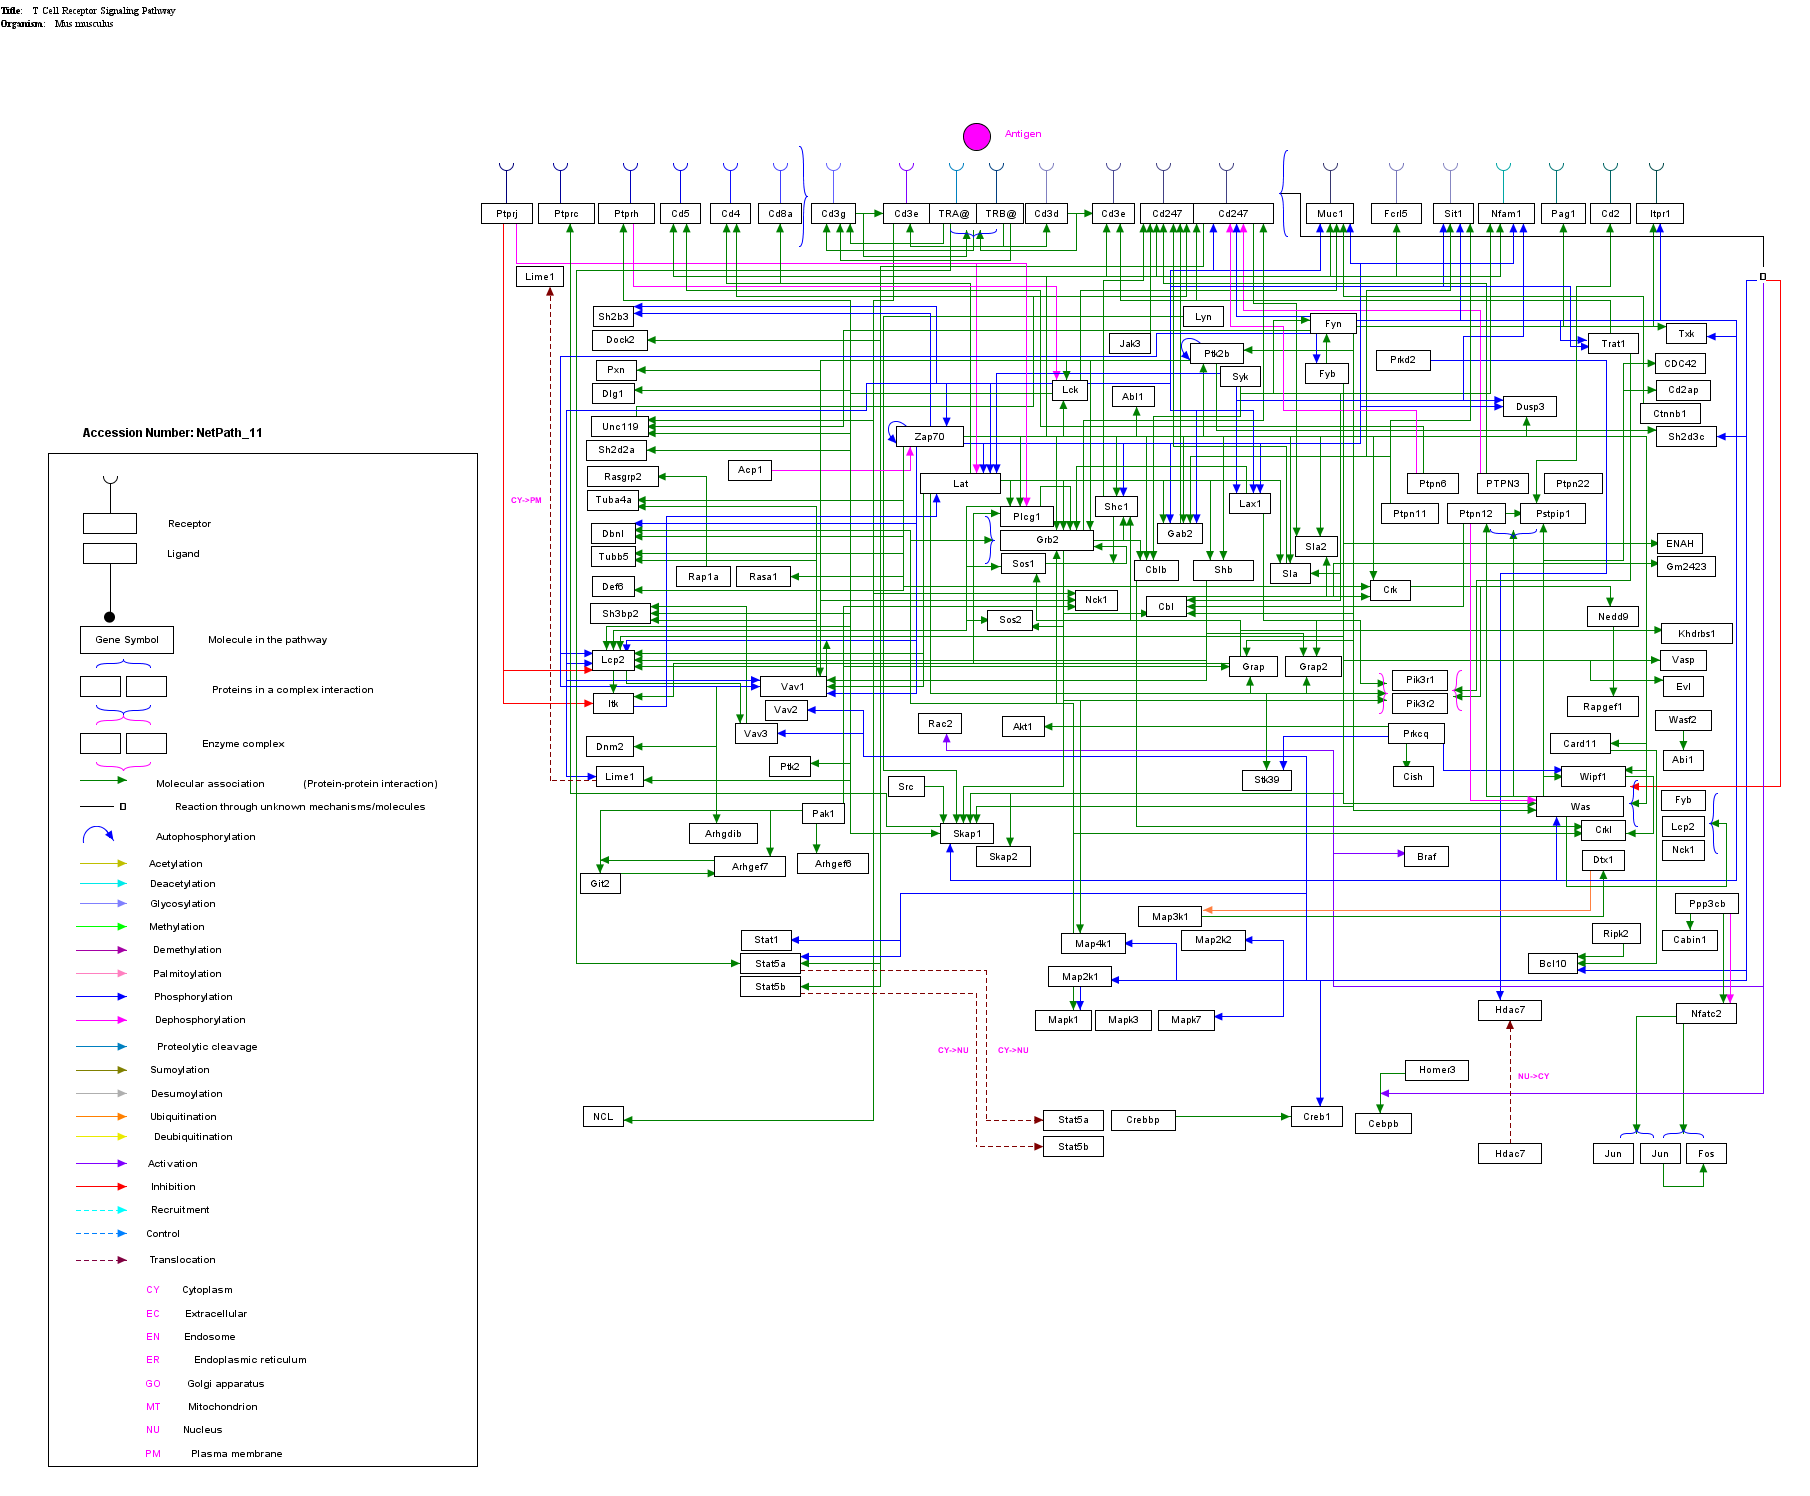 Title: T Cell Receptor Signaling Pathway
Organism: Mus musculus
Antigen
Ptprj Ptprc Ptprh Cd5 Cd4 Cd8a Cd3g Cd3e TRA@ TRB@ Cd3d Cd3e Cd247 Cd247 Muc1 Fcrl5 Sit1 Nfam1 Pag1 Cd2 Itpr1
Lime1
Sh2b3 Lyn Fyn Txk
Dock2 Jak3 Ptk2b Prkd2 Trat1
Pxn Syk Fyb CDC42
Dlg1 Lck Abl1 Cd2ap
Dusp3 Ctnnb1
Unc119 Zap70 Sh2d3c
Accession Number: NetPath_11
Sh2d2a
Rasgrp2 Acp1 Lat Ptpn6 PTPN3 Ptpn22
CY->PM Tuba4a Plcg1 Shc1 Lax1 Ptpn11 Ptpn12 Pstpip1
Dbnl Grb2 Gab2 Sla2 ENAH
Tubb5 Sos1 Cblb Shb Sla Gm2423
Rap1a Rasa1
Def6 Nck1 Cbl Crk
Sh3bp2 Sos2 Nedd9
Khdrbs1
Lcp2 Grap Grap2 Vasp
Vav1 Pik3r1 Evl
Itk Vav2 Pik3r2 Rapgef1
Vav3 Rac2 Akt1 Prkcq Wasf2
Dnm2 Card11
Lime1 Ptk2 Stk39 Cish Wipf1 Abi1
Src Was Fyb
Pak1 Lcp2
Arhgdib Skap1 Crkl
Arhgef7 Arhgef6 Skap2 Braf Dtx1 Nck1
Git2
Map3k1 Ppp3cb
Stat1 Map4k1 Map2k2 Ripk2 Cabin1
Stat5a Map2k1 Bcl10
Stat5b
Mapk1 Mapk3 Mapk7 Hdac7 Nfatc2
CY->NU CY->NU
Homer3 NU->CY
NCL Stat5a Crebbp Creb1 Cebpb
Stat5b Hdac7 Jun Jun Fos
Receptor
Ligand
Gene Symbol Molecule in the pathway
Proteins in a complex interaction
Enzyme complex
Molecular association (Protein-protein interaction)
Reaction through unknown mechanisms/molecules
Autophosphorylation
Acetylation
Deacetylation
Glycosylation
Methylation
Demethylation
Palmitoylation
Phosphorylation
Dephosphorylation
Proteolytic cleavage
Sumoylation
Desumoylation
Ubiquitination
Deubiquitination
Activation
Inhibition
Recruitment
Control
Translocation
CY Cytoplasm
EC Extracellular
EN Endosome
ER Endoplasmic reticulum
GO Golgi apparatus
MT Mitochondrion
NU Nucleus
PM Plasma membrane